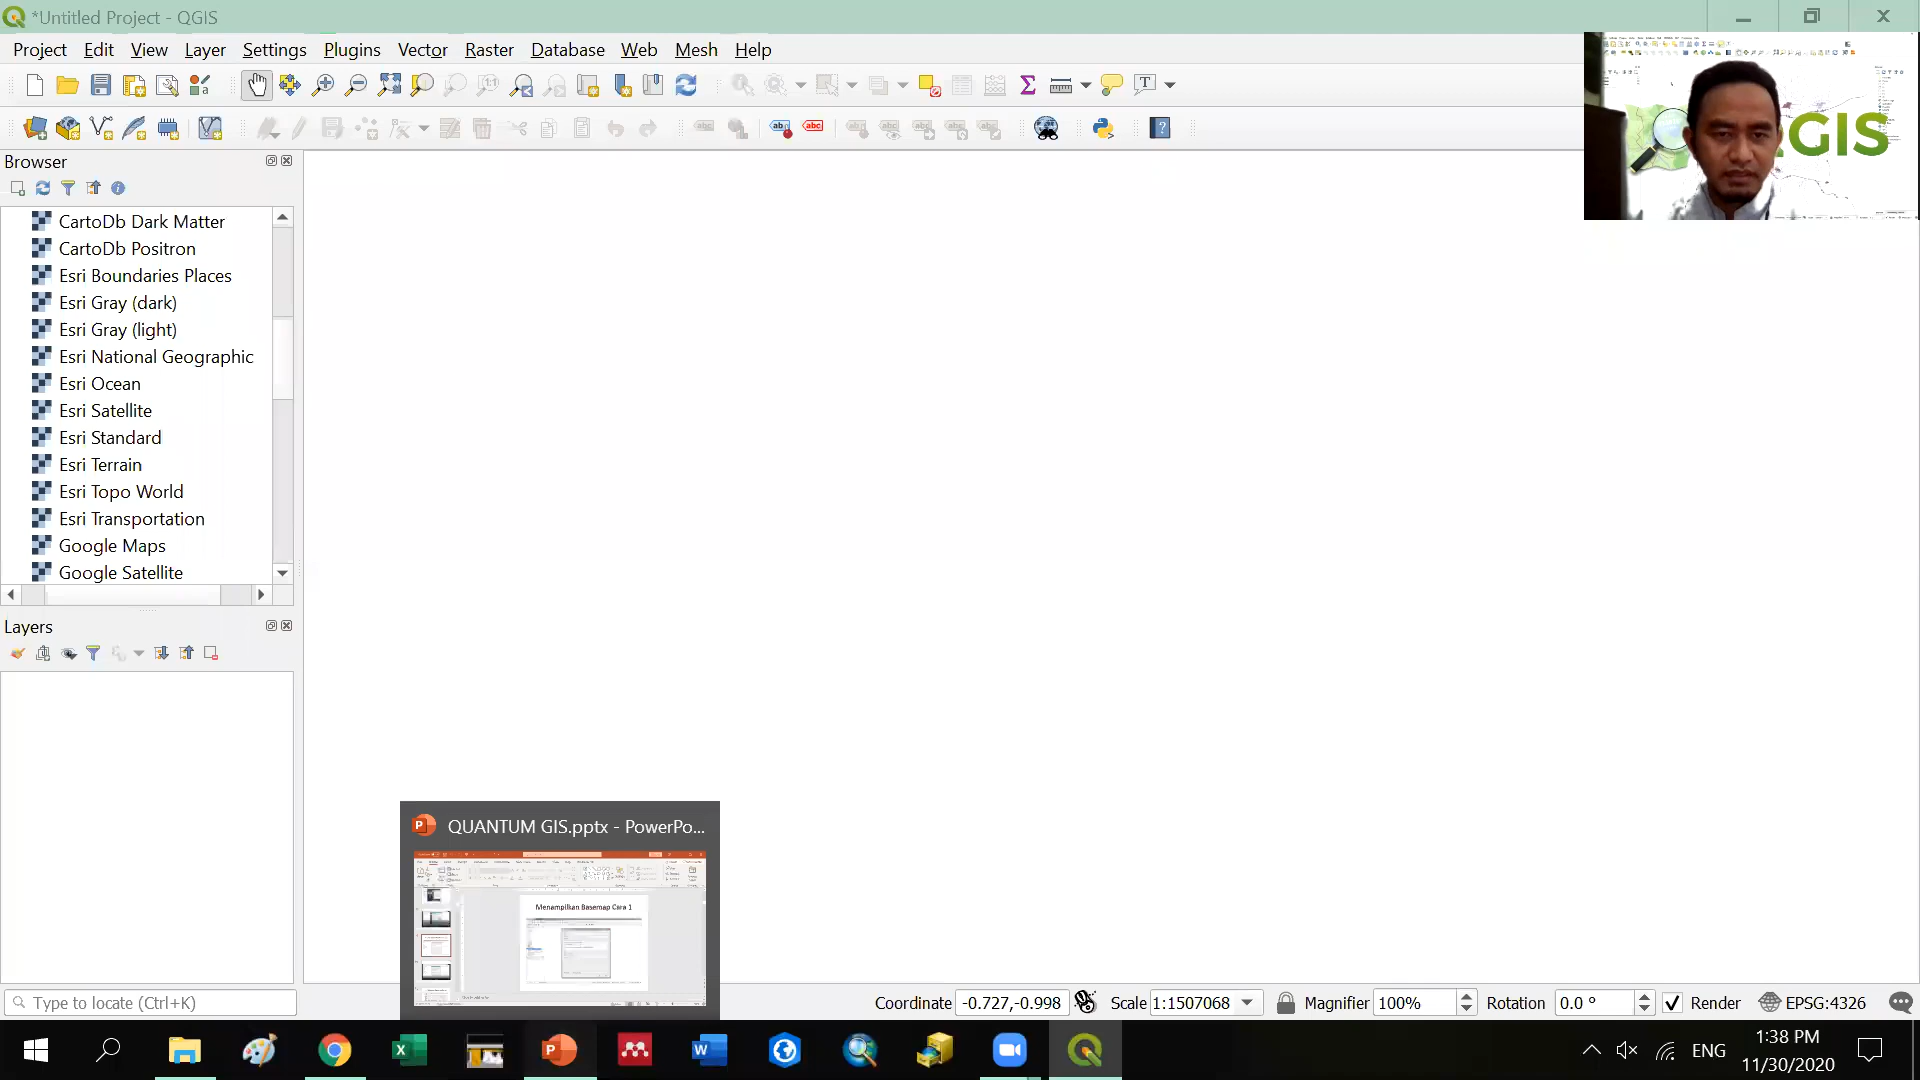 *Untitled Project - QGIS
Project Edit View Layer Settings Plugins Vector Raster Database Web Mesh Help
Browser
CartoDb Dark Matter
CartoDb Positron
Esri Boundaries Places
Esri Gray (dark)
Esri Gray (light)
Esri National Geographic
Esri Ocean
Esri Satellite
Esri Standard
Esri Terrain
Esri Topo World
Esri Transportation
Google Maps
Google Satellite
Layers
GIS
QUANTUM GIS.pptx - PowerPo...
Menampilkan Basemap Cara 1
Type to locate (Ctrl+K)
Coordinate -0.727,-0.998 Scale 1:1507068 Magnifier 100% Rotation 0.0 ° Render EPSG:4326
ENG
1:38 PM
11/30/2020